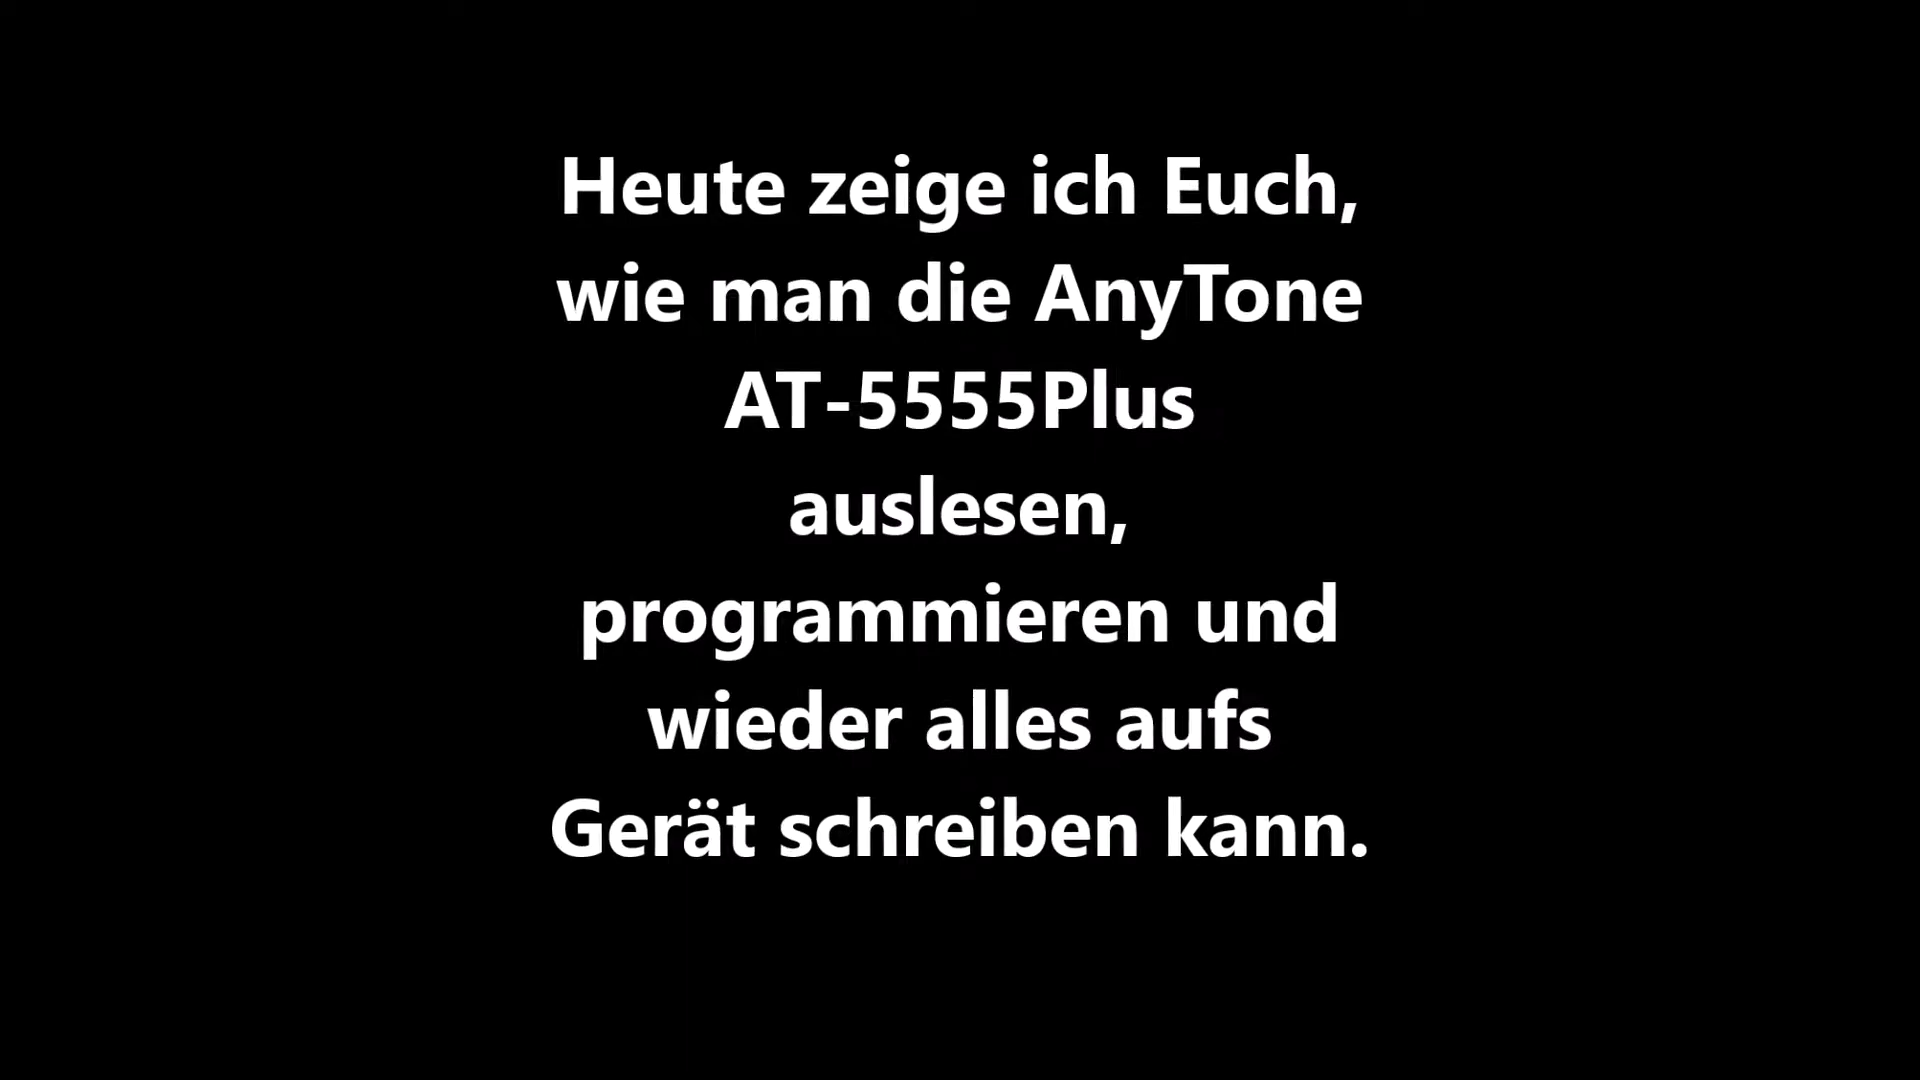 Heute zeige ich Euch,
wie man die AnyTone
AT-5555Plus
auslesen,
programmieren und
wieder alles aufs
Gerät schreiben kann.